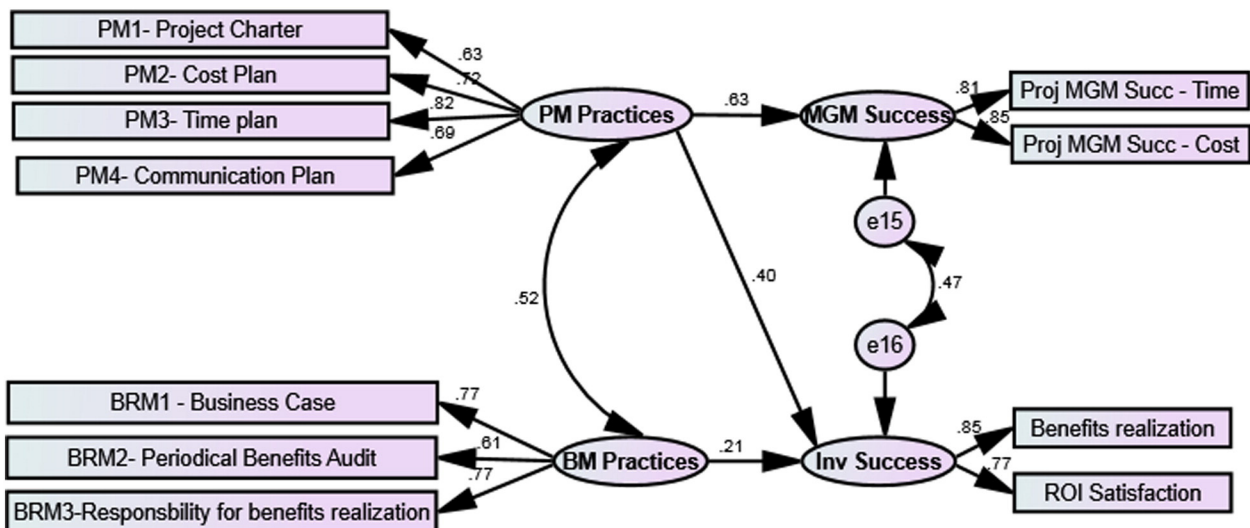 PM1- Project Charter
.63
PM2- Cost Plan
.72
PM3- Time plan
.82
PM4- Communication Plan
.69
PM Practices
.63
MGM Success
.81
Proj MGM Succ - Time
.85
Proj MGM Succ - Cost
e15
.40
.47
.52
e16
BRM1 - Business Case
.77
BRM2- Periodical Benefits Audit
.61
BRM3-Responsbility for benefits realization
.77
BM Practices
.21
Inv Success
.85
Benefits realization
.77
ROI Satisfaction